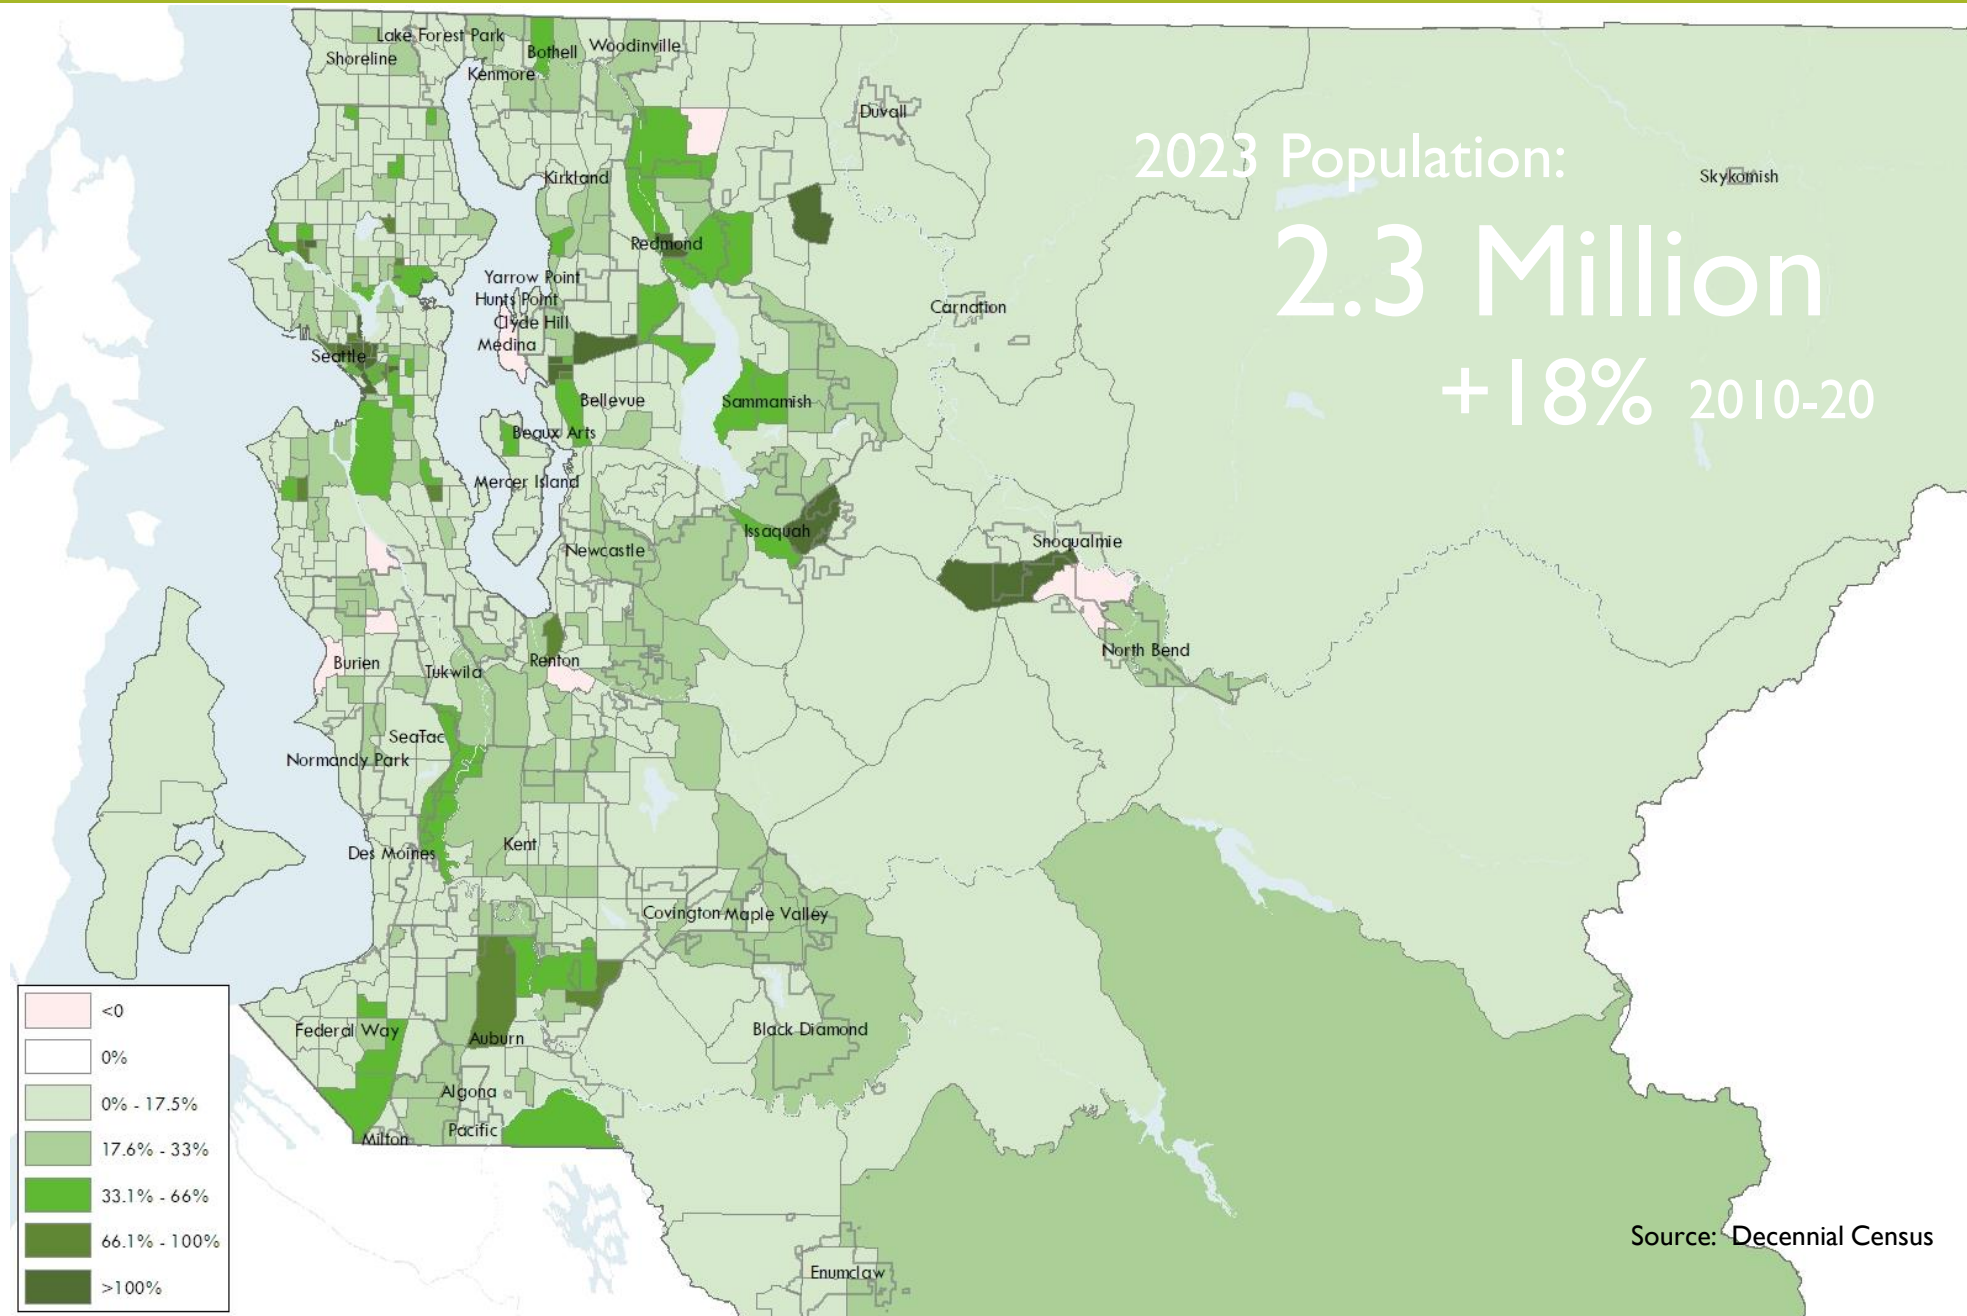 Lake Forest Park
Shoreline
Bothell
Woodinville
Kenmore
Duvall
2023 Population:
Skykomish
Kirkland
2.3 Million
Redmond
Yarrow Point
Hunts Point
Carnation
Clyde Hill
Medina
Seattle
+18% 2010-20
Bellevue
Sammamish
Beaux Arts
Mercer Island
Issaquah
Snoqualmie
Newcastle
North Bend
Burien
Tukwila
Renton
SeaTac
Normandy Park
Kent
Des Moines
Covington
Maple Valley
Federal Way
Auburn
Black Diamond
Algona
Pacific
Milton
Enumclaw
<0
0%
0% - 17.5%
17.6% - 33%
33.1% - 66%
66.1% - 100%
>100%
Source: Decennial Census